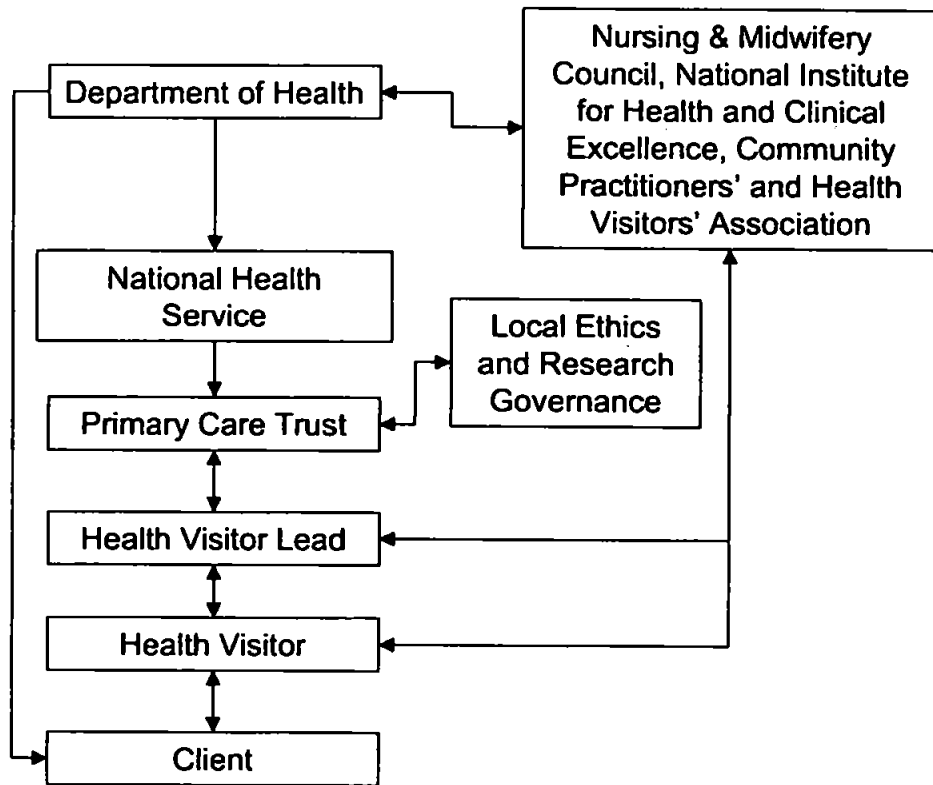 Department of Health
Nursing & Midwifery
Council, National Institute
for Health and Clinical
Excellence, Community
Practitioners' and Health
Visitors' Association
National Health
Service
Local Ethics
and Research
Governance
Primary Care Trust
Health Visitor Lead
Health Visitor
Client